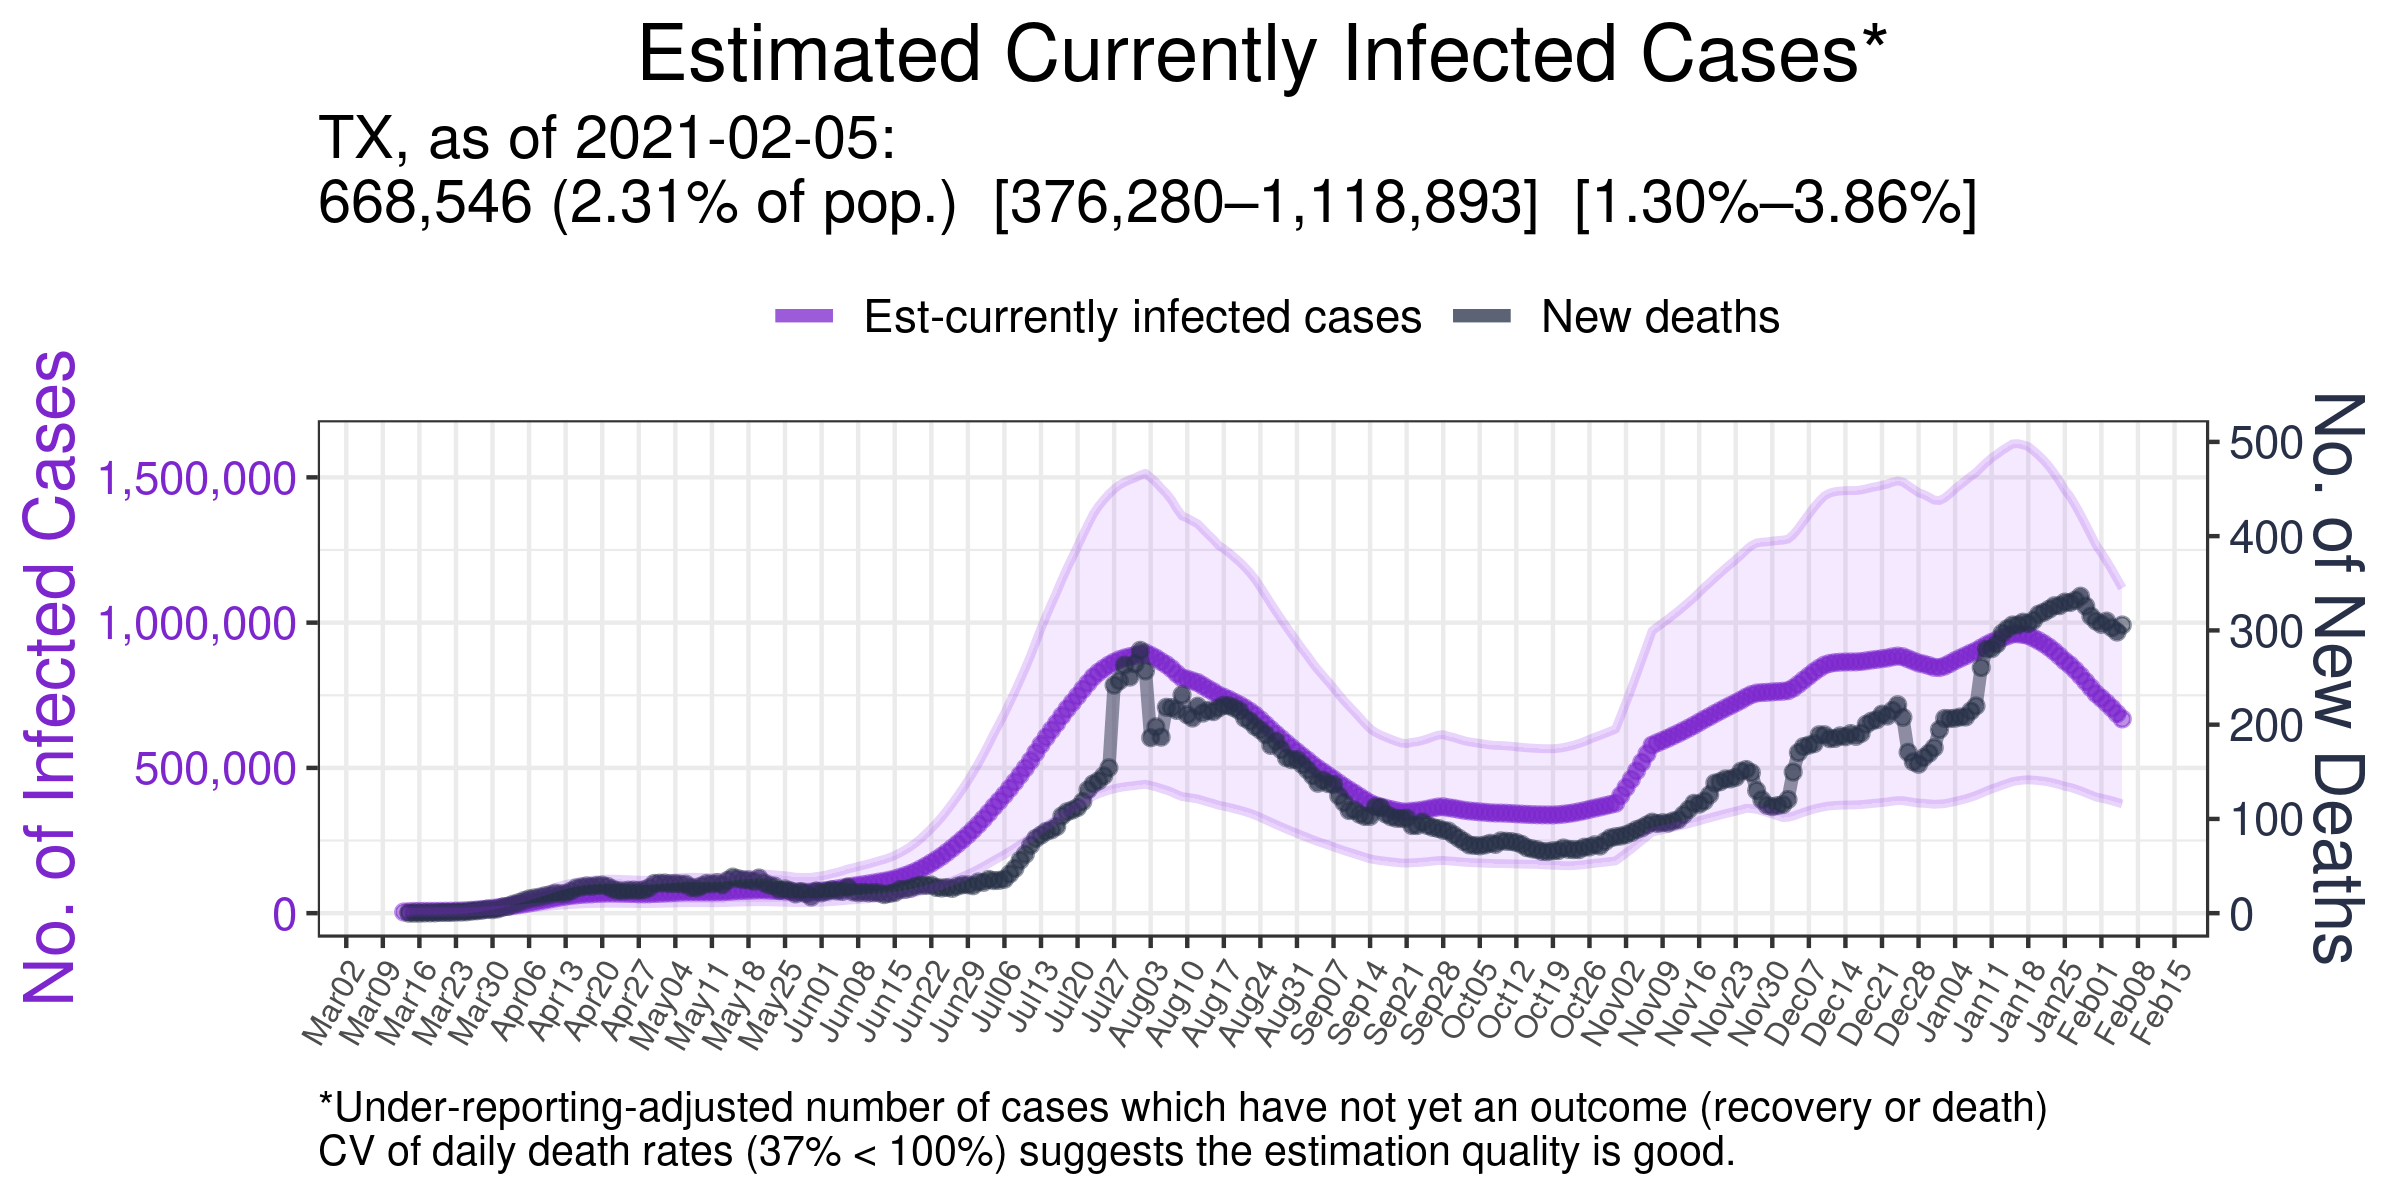 Estimated Currently Infected Cases*
TX, as of 2021-02-05:
668,546 (2.31% of pop.) [376,280–1,118,893] [1.30%–3.86%]
Est-currently infected cases New deaths
No. of Infected Cases
1,500,000
1,000,000
500,000
0
500
400
300
200
100
0
No. of New Deaths
Mar02 Mar09 Mar16 Mar23 Mar30 Apr06 Apr13 Apr20 Apr27 May04 May11 May18 May25 Jun01 Jun08 Jun15 Jun22 Jun29 Jul06 Jul13 Jul20 Jul27 Aug03 Aug10 Aug17 Aug24 Aug31 Sep07 Sep14 Sep21 Sep28 Oct05 Oct12 Oct19 Oct26 Nov02 Nov09 Nov16 Nov23 Nov30 Dec07 Dec14 Dec21 Dec28 Jan04 Jan11 Jan18 Jan25 Feb01 Feb08 Feb15
*Under-reporting-adjusted number of cases which have not yet an outcome (recovery or death)
CV of daily death rates (37% < 100%) suggests the estimation quality is good.